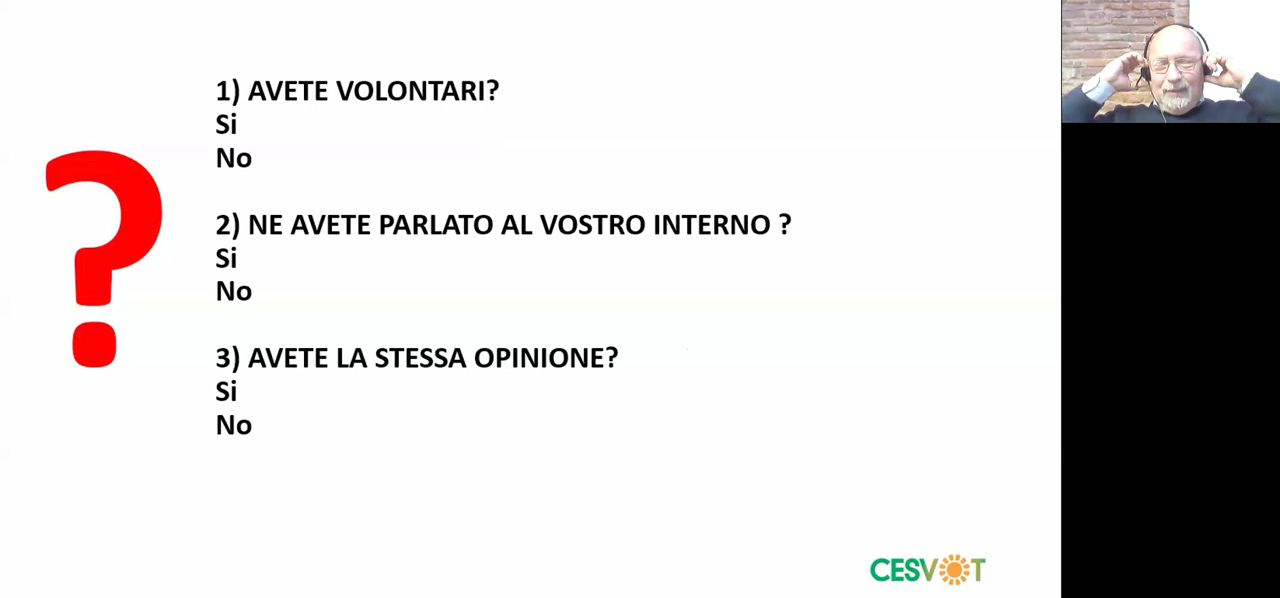 1) AVETE VOLONTARI?
Si
No
2) NE AVETE PARLATO AL VOSTRO INTERNO ?
Si
No
3) AVETE LA STESSA OPINIONE?
Si
No
?
CESVOT